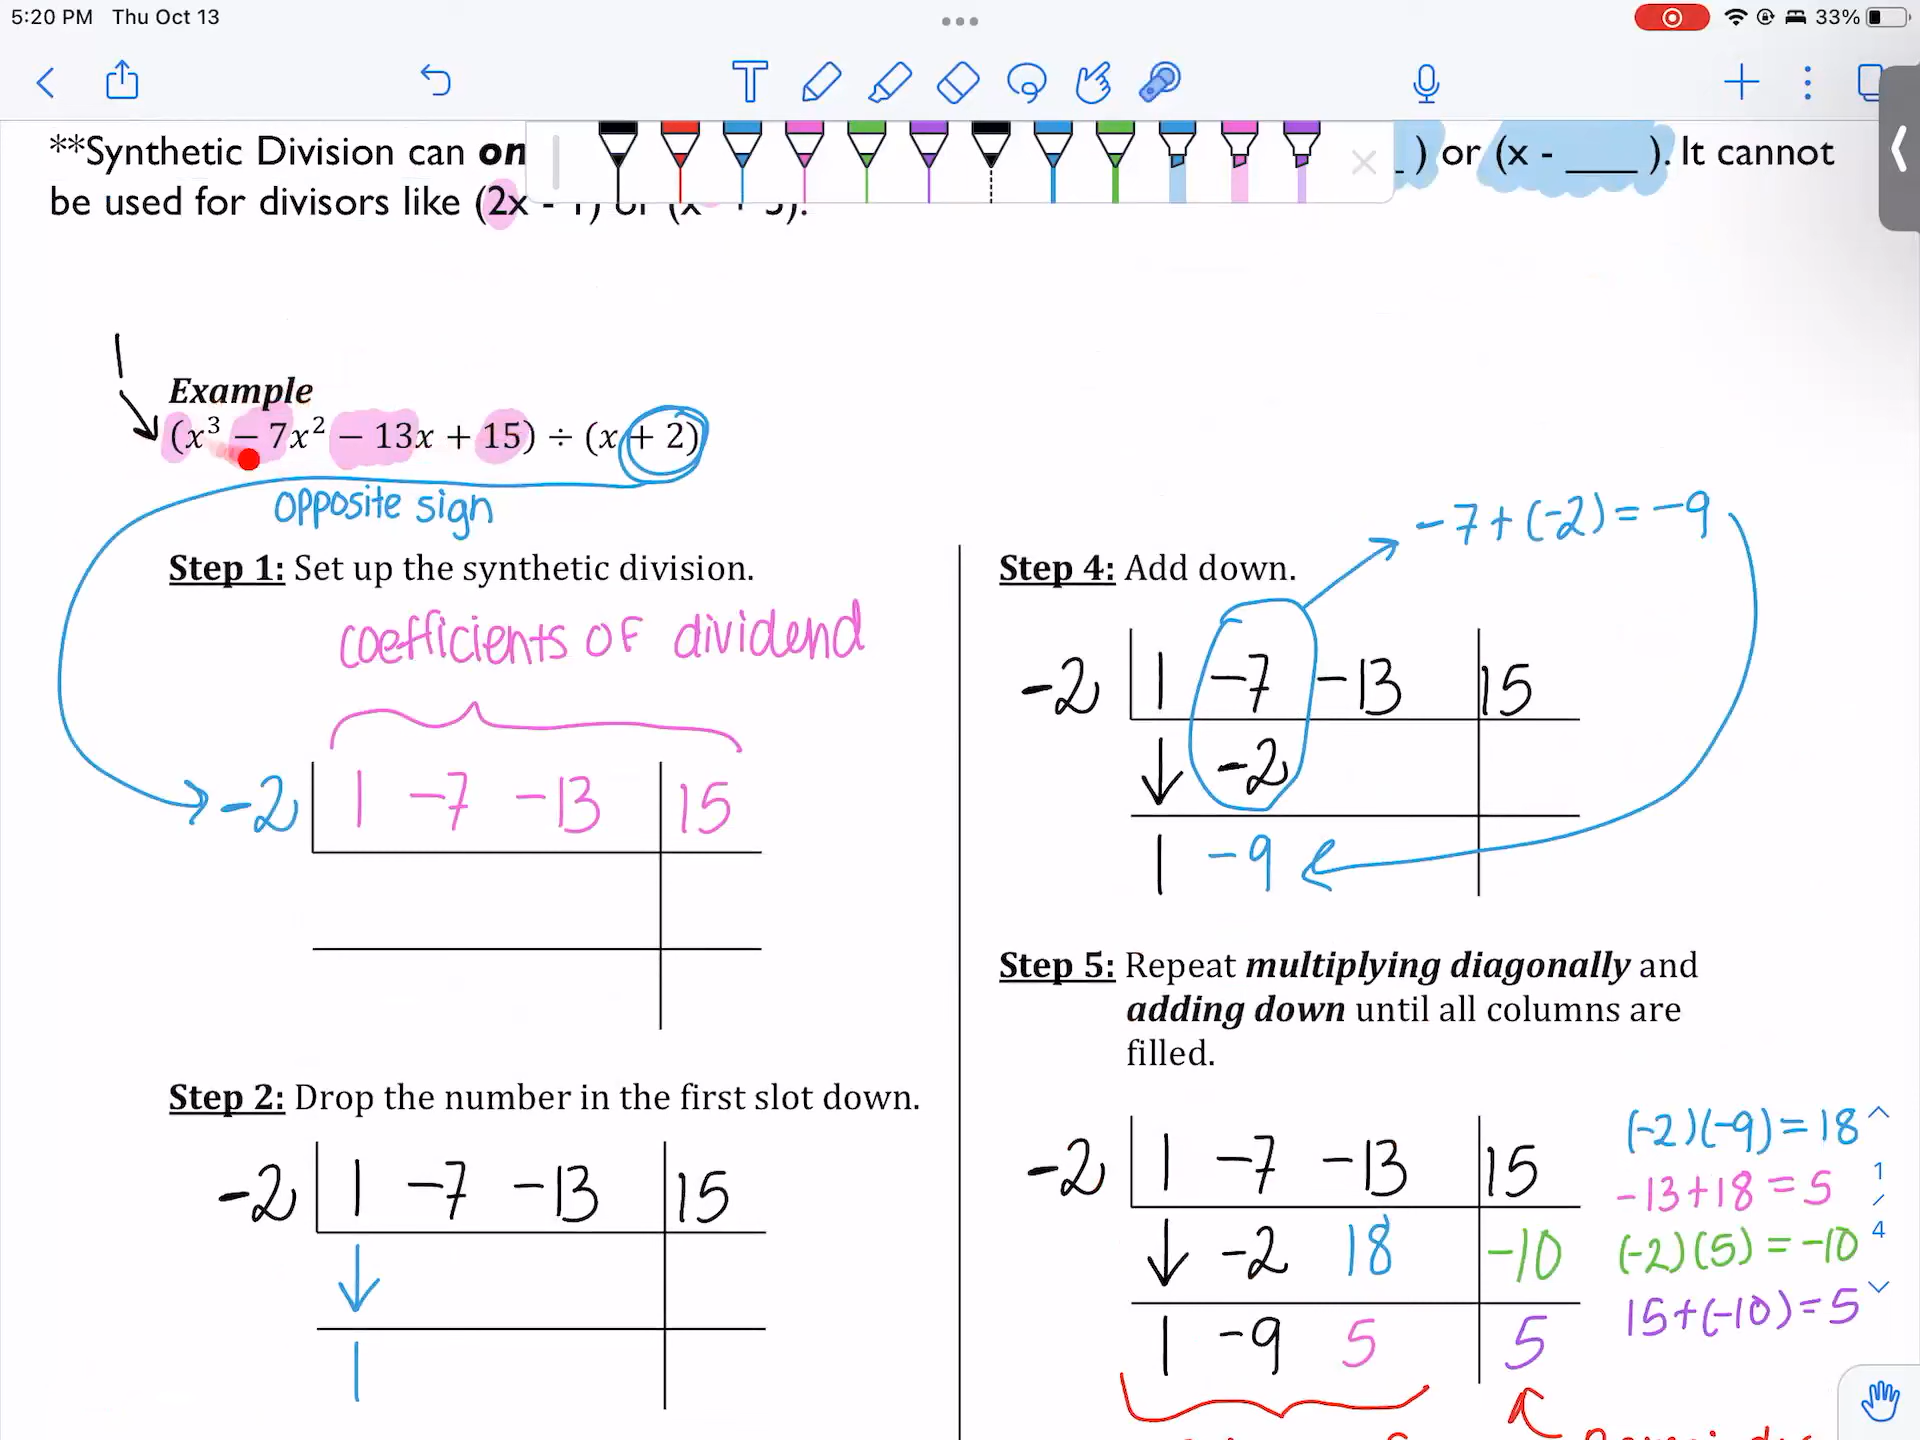 5:20 PM Thu Oct 13
33%
T
**Synthetic Division can on
) or (x - ____ ). It cannot
be used for divisors like (2x - 1) or (x
Example
1
(x³ − 7x² − 13x + 15) ÷ (x + 2)
opposite sign
Step 1: Set up the synthetic division.
coefficients of dividend
-2 1 -7 -13 15
Step 2: Drop the number in the first slot down.
-2 1 -7 -13 15
1
-7+(-2)=-9
Step 4: Add down.
-2 1 -7 -13 15
-2
1 -9
Step 5: Repeat multiplying diagonally and
adding down until all columns are
filled.
-2 1 -7 -13 15
-2 18 -10
1 -9 5 5
(-2)(-9)=18
-13+18=5
(-2)(5)=-10
15+(-10)=5
1
/
4